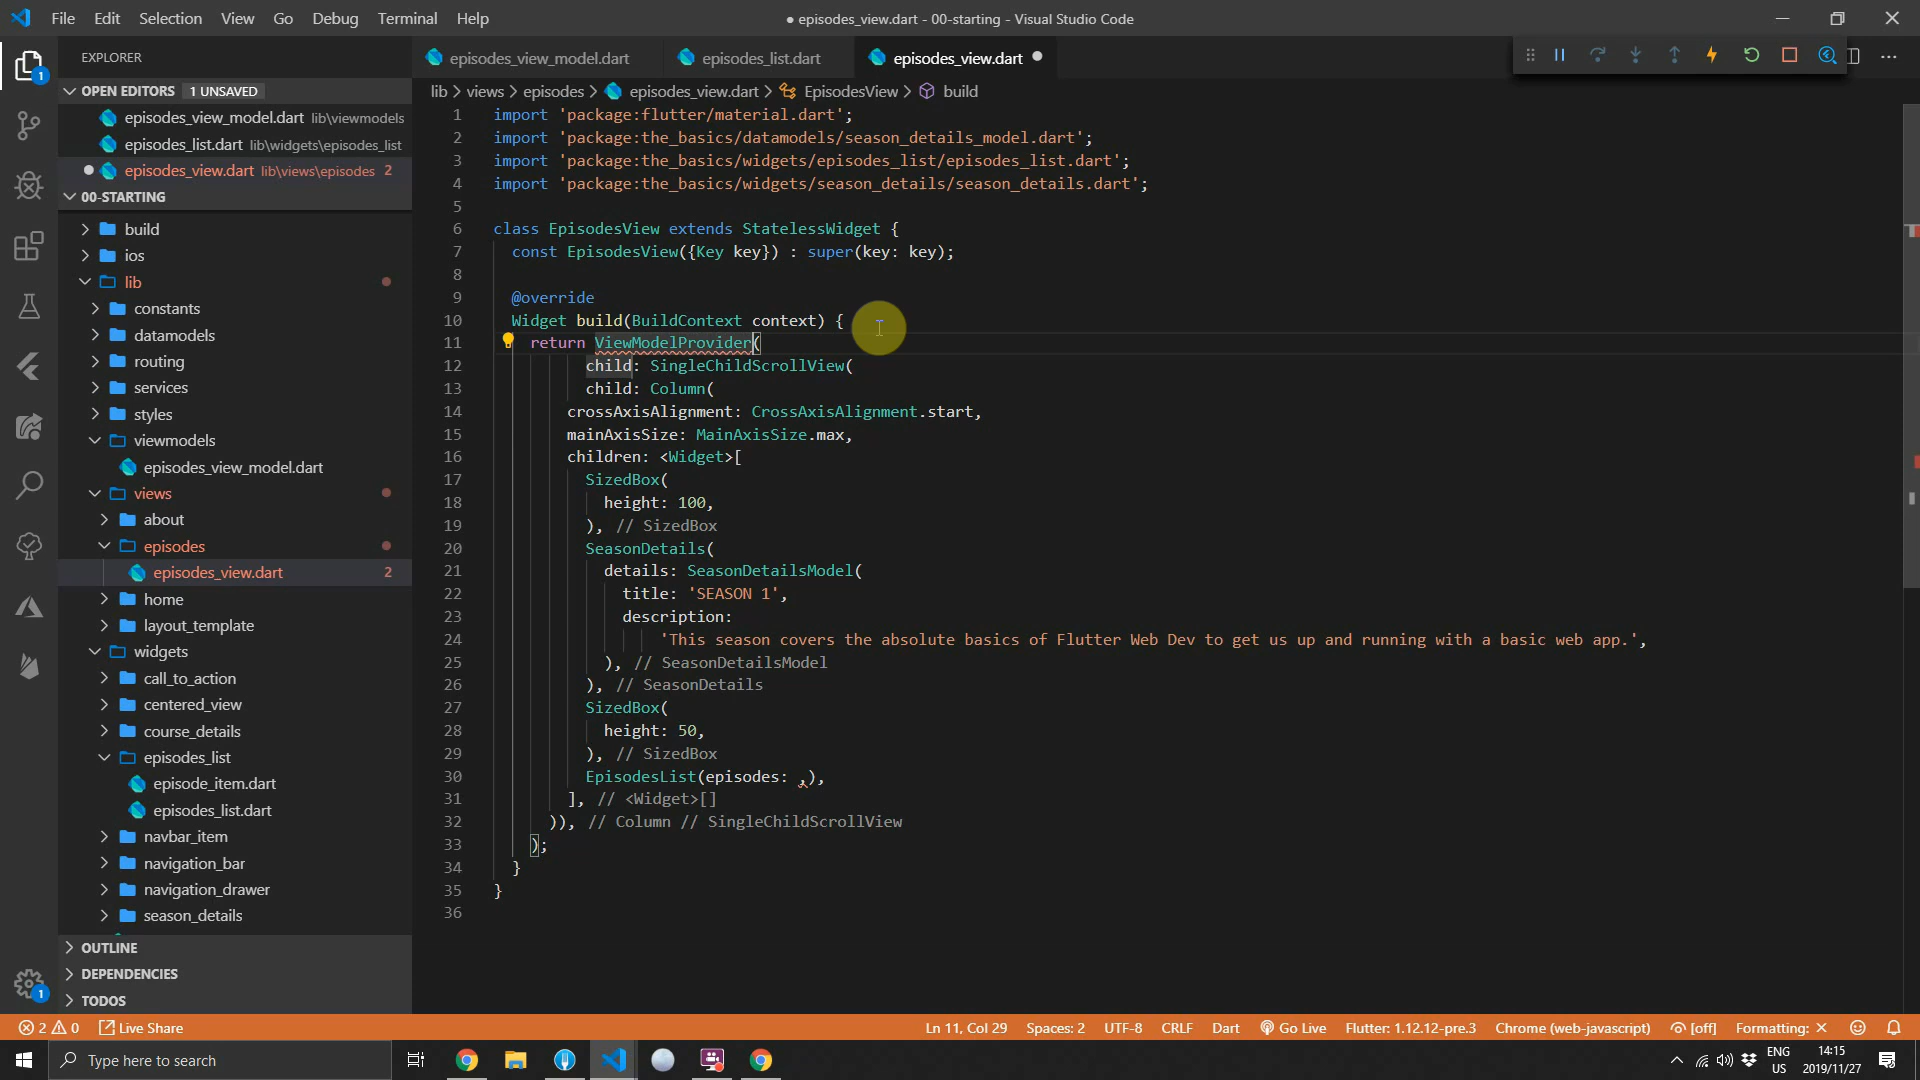 File Edit Selection View Go Debug Terminal Help
● episodes_view.dart - 00-starting - Visual Studio Code
EXPLORER
OPEN EDITORS 1 UNSAVED
episodes_view_model.dart lib\viewmodels
episodes_list.dart lib\widgets\episodes_list
episodes_view.dart lib\views\episodes 2
00-STARTING
build
ios
lib
constants
datamodels
routing
services
styles
viewmodels
episodes_view_model.dart
views
about
episodes
episodes_view.dart 2
home
layout_template
widgets
call_to_action
centered_view
course_details
episodes_list
episode_item.dart
episodes_list.dart
navbar_item
navigation_bar
navigation_drawer
season_details
OUTLINE
DEPENDENCIES
TODOS
1
1
episodes_view_model.dart episodes_list.dart episodes_view.dart
lib > views > episodes > episodes_view.dart > EpisodesView > build
1 import 'package:flutter/material.dart';
2 import 'package:the_basics/datamodels/season_details_model.dart';
3 import 'package:the_basics/widgets/episodes_list/episodes_list.dart';
4 import 'package:the_basics/widgets/season_details/season_details.dart';
5
6 class EpisodesView extends StatelessWidget {
7 const EpisodesView({Key key}) : super(key: key);
8
9 @override
10 Widget build(BuildContext context) {
11 return ViewModelProvider(
12 child: SingleChildScrollView(
13 child: Column(
14 crossAxisAlignment: CrossAxisAlignment.start,
15 mainAxisSize: MainAxisSize.max,
16 children: <Widget>[
17 SizedBox(
18 height: 100,
19 ), // SizedBox
20 SeasonDetails(
21 details: SeasonDetailsModel(
22 title: 'SEASON 1',
23 description:
24 'This season covers the absolute basics of Flutter Web Dev to get us up and running with a basic web app.',
25 ), // SeasonDetailsModel
26 ), // SeasonDetails
27 SizedBox(
28 height: 50,
29 ), // SizedBox
30 EpisodesList(episodes: ,),
31 ], // <Widget>[]
32 )), // Column // SingleChildScrollView
33 );
34 }
35 }
36
2 0 Live Share Ln 11, Col 29 Spaces: 2 UTF-8 CRLF Dart Go Live Flutter: 1.12.12-pre.3 Chrome (web-javascript) [off] Formatting: ✕
Type here to search
ENG
US
14:15
2019/11/27